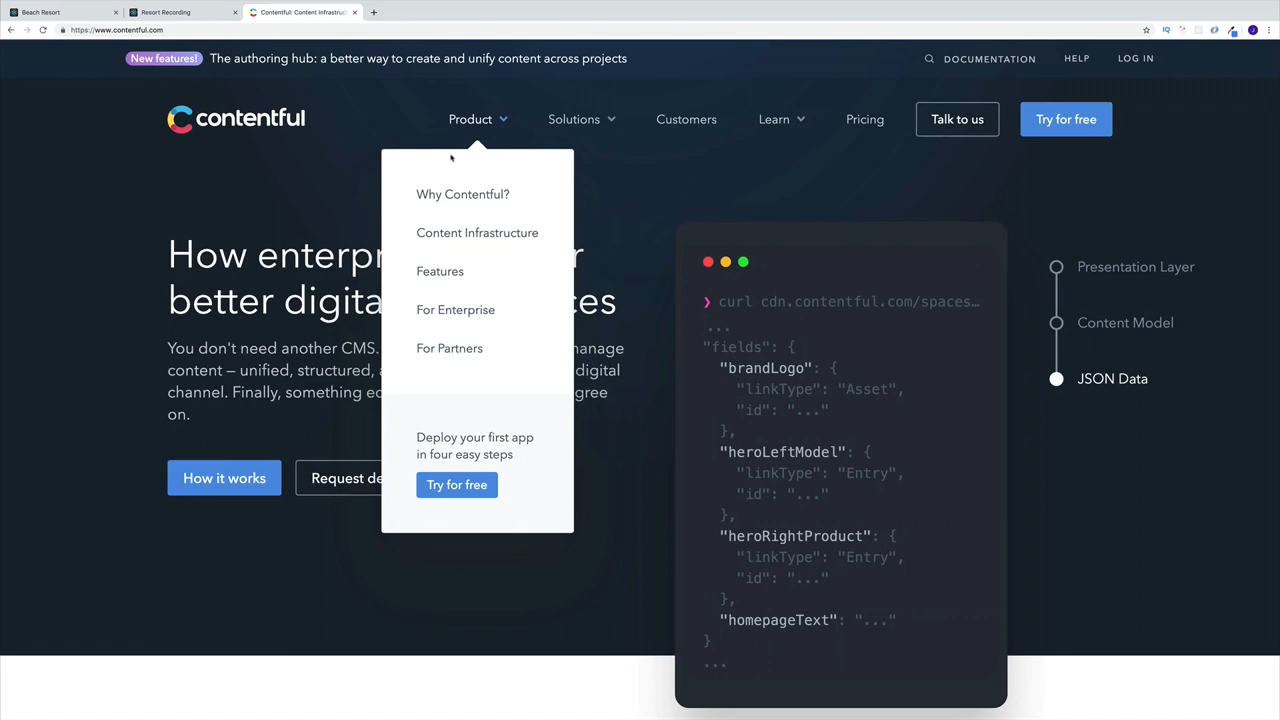 Beach Resort
Resort Recording
Contentful: Content Infrastruc
https://www.contentful.com
New features! The authoring hub: a better way to create and unify content across projects
DOCUMENTATION
HELP
LOG IN
contentful
Product
Solutions
Customers
Learn
Pricing
Talk to us
Try for free
Why Contentful?
Content Infrastructure
Features
For Enterprise
For Partners
Deploy your first app
in four easy steps
Try for free
How enterpr r
better digita ces
You don't need another CMS. manage
content — unified, structured, digital
channel. Finally, something gree
on.
How it works
Request de
❯ curl cdn.contentful.com/spaces…
...
"fields": {
"brandLogo": {
"linkType": "Asset",
"id": "..."
},
"heroLeftModel": {
"linkType": "Entry",
"id": "..."
},
"heroRightProduct": {
"linkType": "Entry",
"id": "..."
},
"homepageText": "..."
}
...
Presentation Layer
Content Model
JSON Data